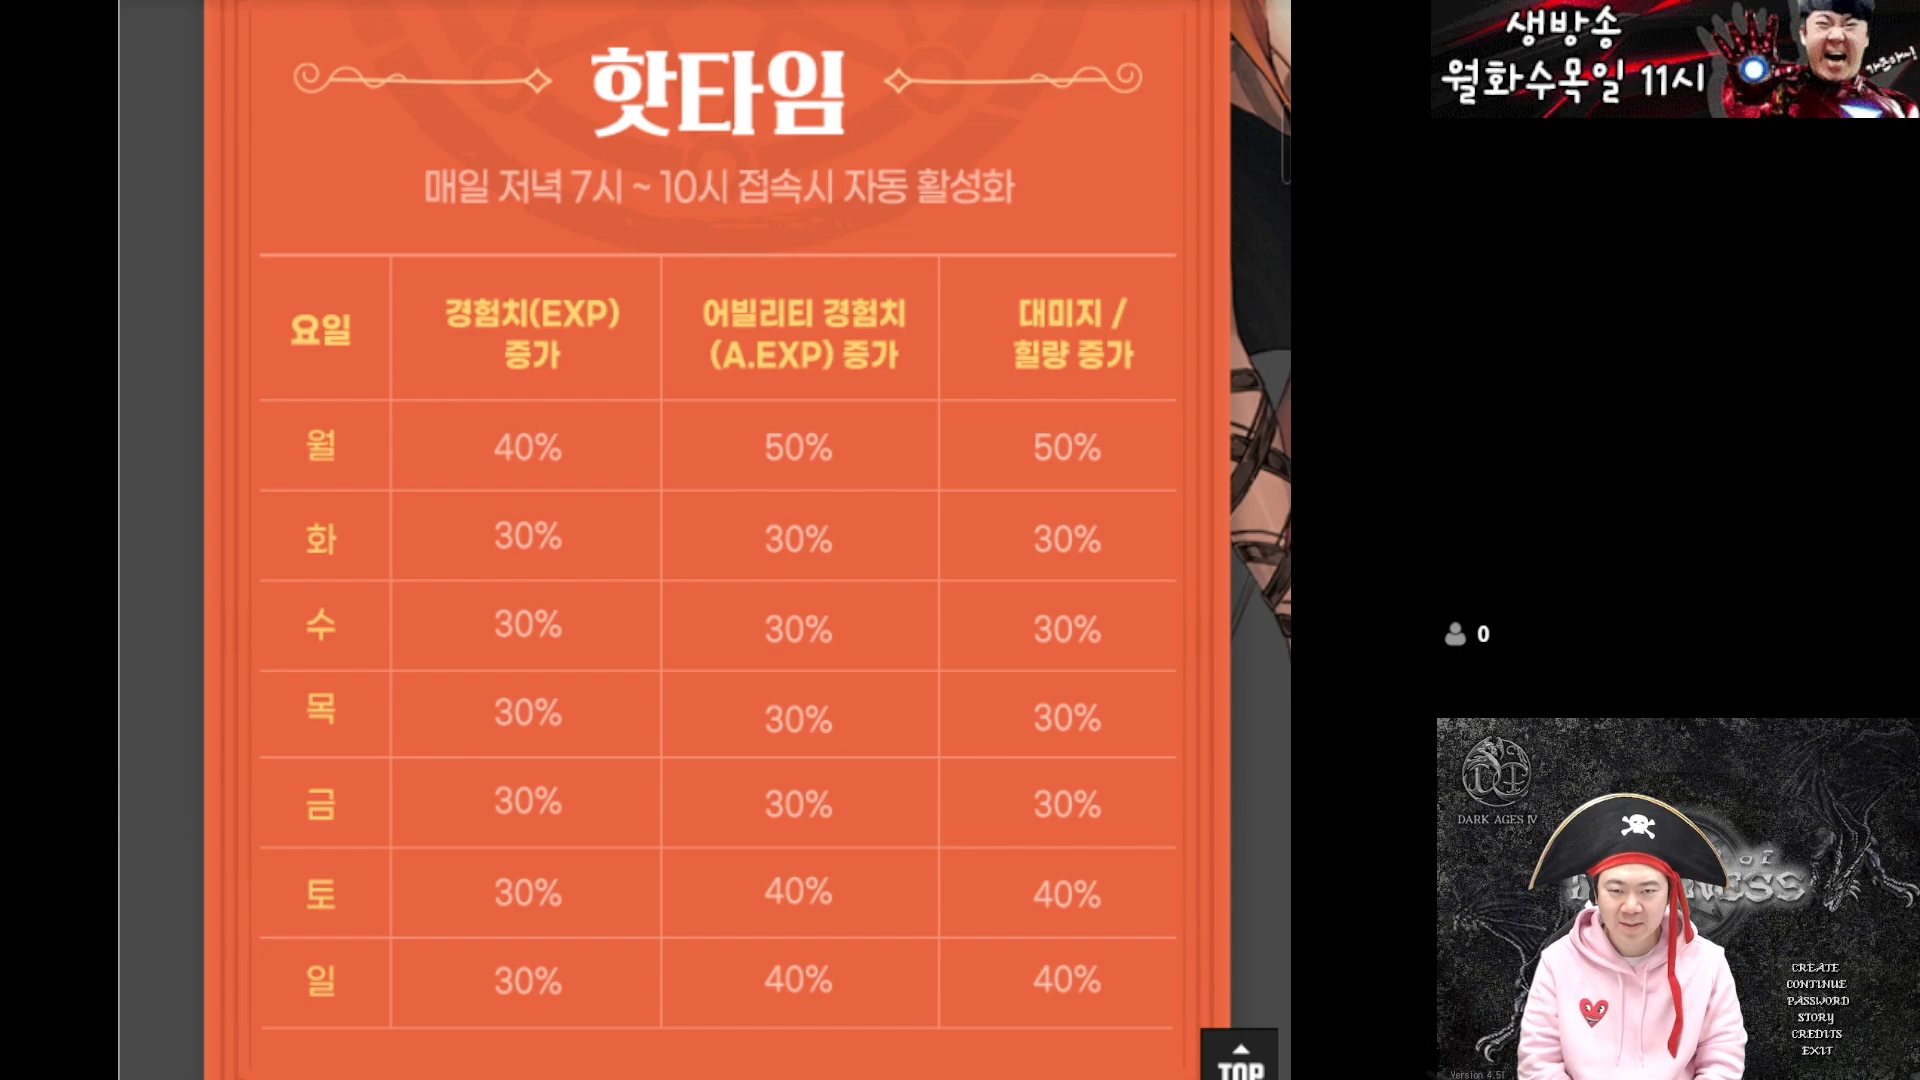 핫타임
매일 저녁 7시 ~ 10시 접속시 자동 활성화
요일
경험치(EXP)
증가
어빌리티 경험치
(A.EXP) 증가
대미지 /
힐량 증가
월 40% 50% 50%
화 30% 30% 30%
수 30% 30% 30%
목 30% 30% 30%
금 30% 30% 30%
토 30% 40% 40%
일 30% 40% 40%
TOP
생방송
월화수목일 11시
0
DARK AGES IV
of
CREATE
CONTINUE
PASSWORD
STORY
CREDITS
EXIT
Version 4.51